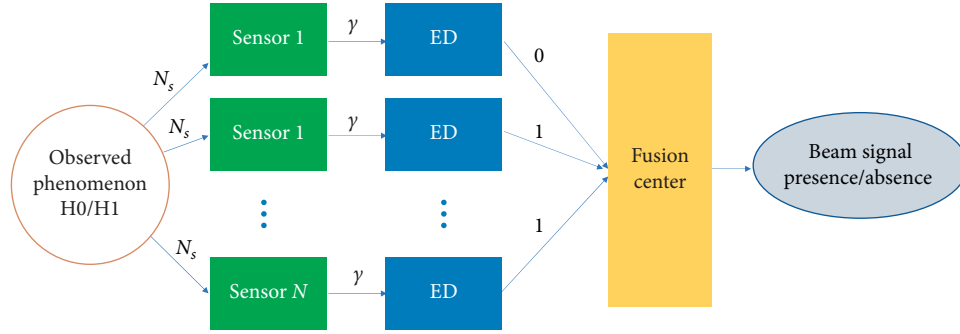 Sensor 1
γ
ED
0
N_s
Sensor 1
γ
ED
1
N_s
Observed
phenomenon
H0/H1
Fusion
center
Beam signal
presence/absence
N_s
1
Sensor N
γ
ED